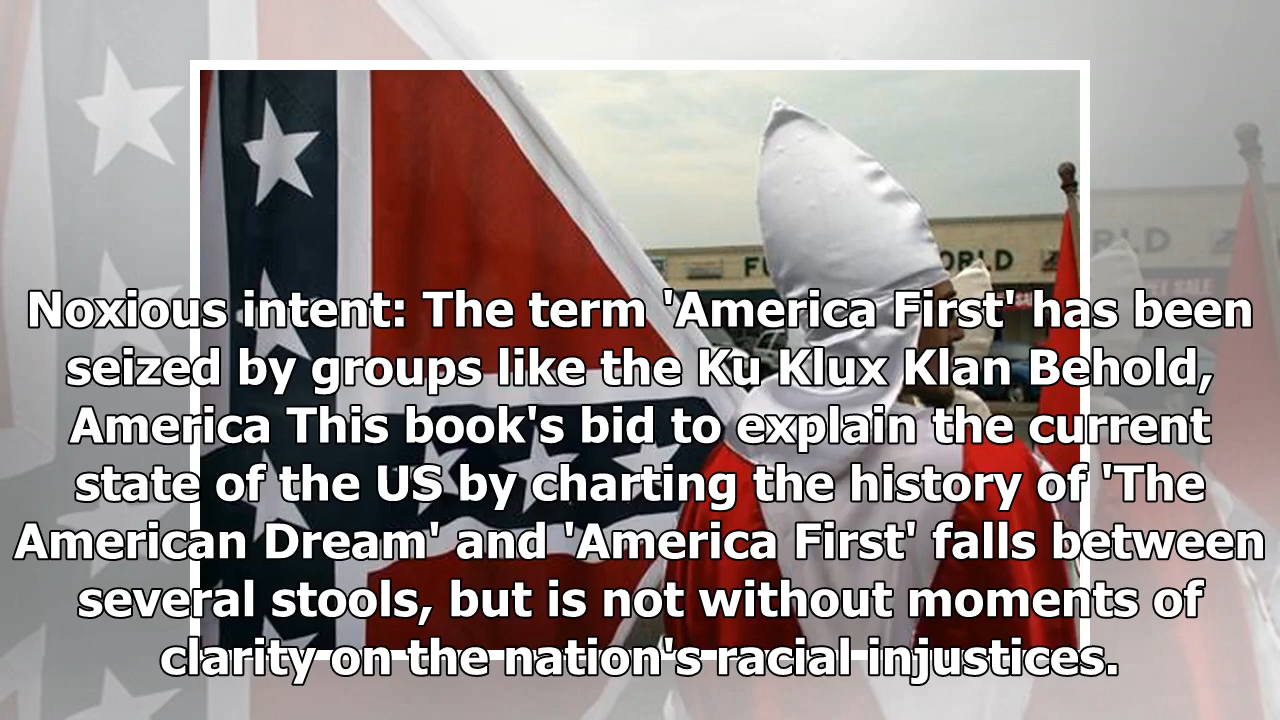 Noxious intent: The term 'America First' has been
seized by groups like the Ku Klux Klan Behold,
America This book's bid to explain the current
state of the US by charting the history of 'The
American Dream' and 'America First' falls between
several stools, but is not without moments of
clarity on the nation's racial injustices.